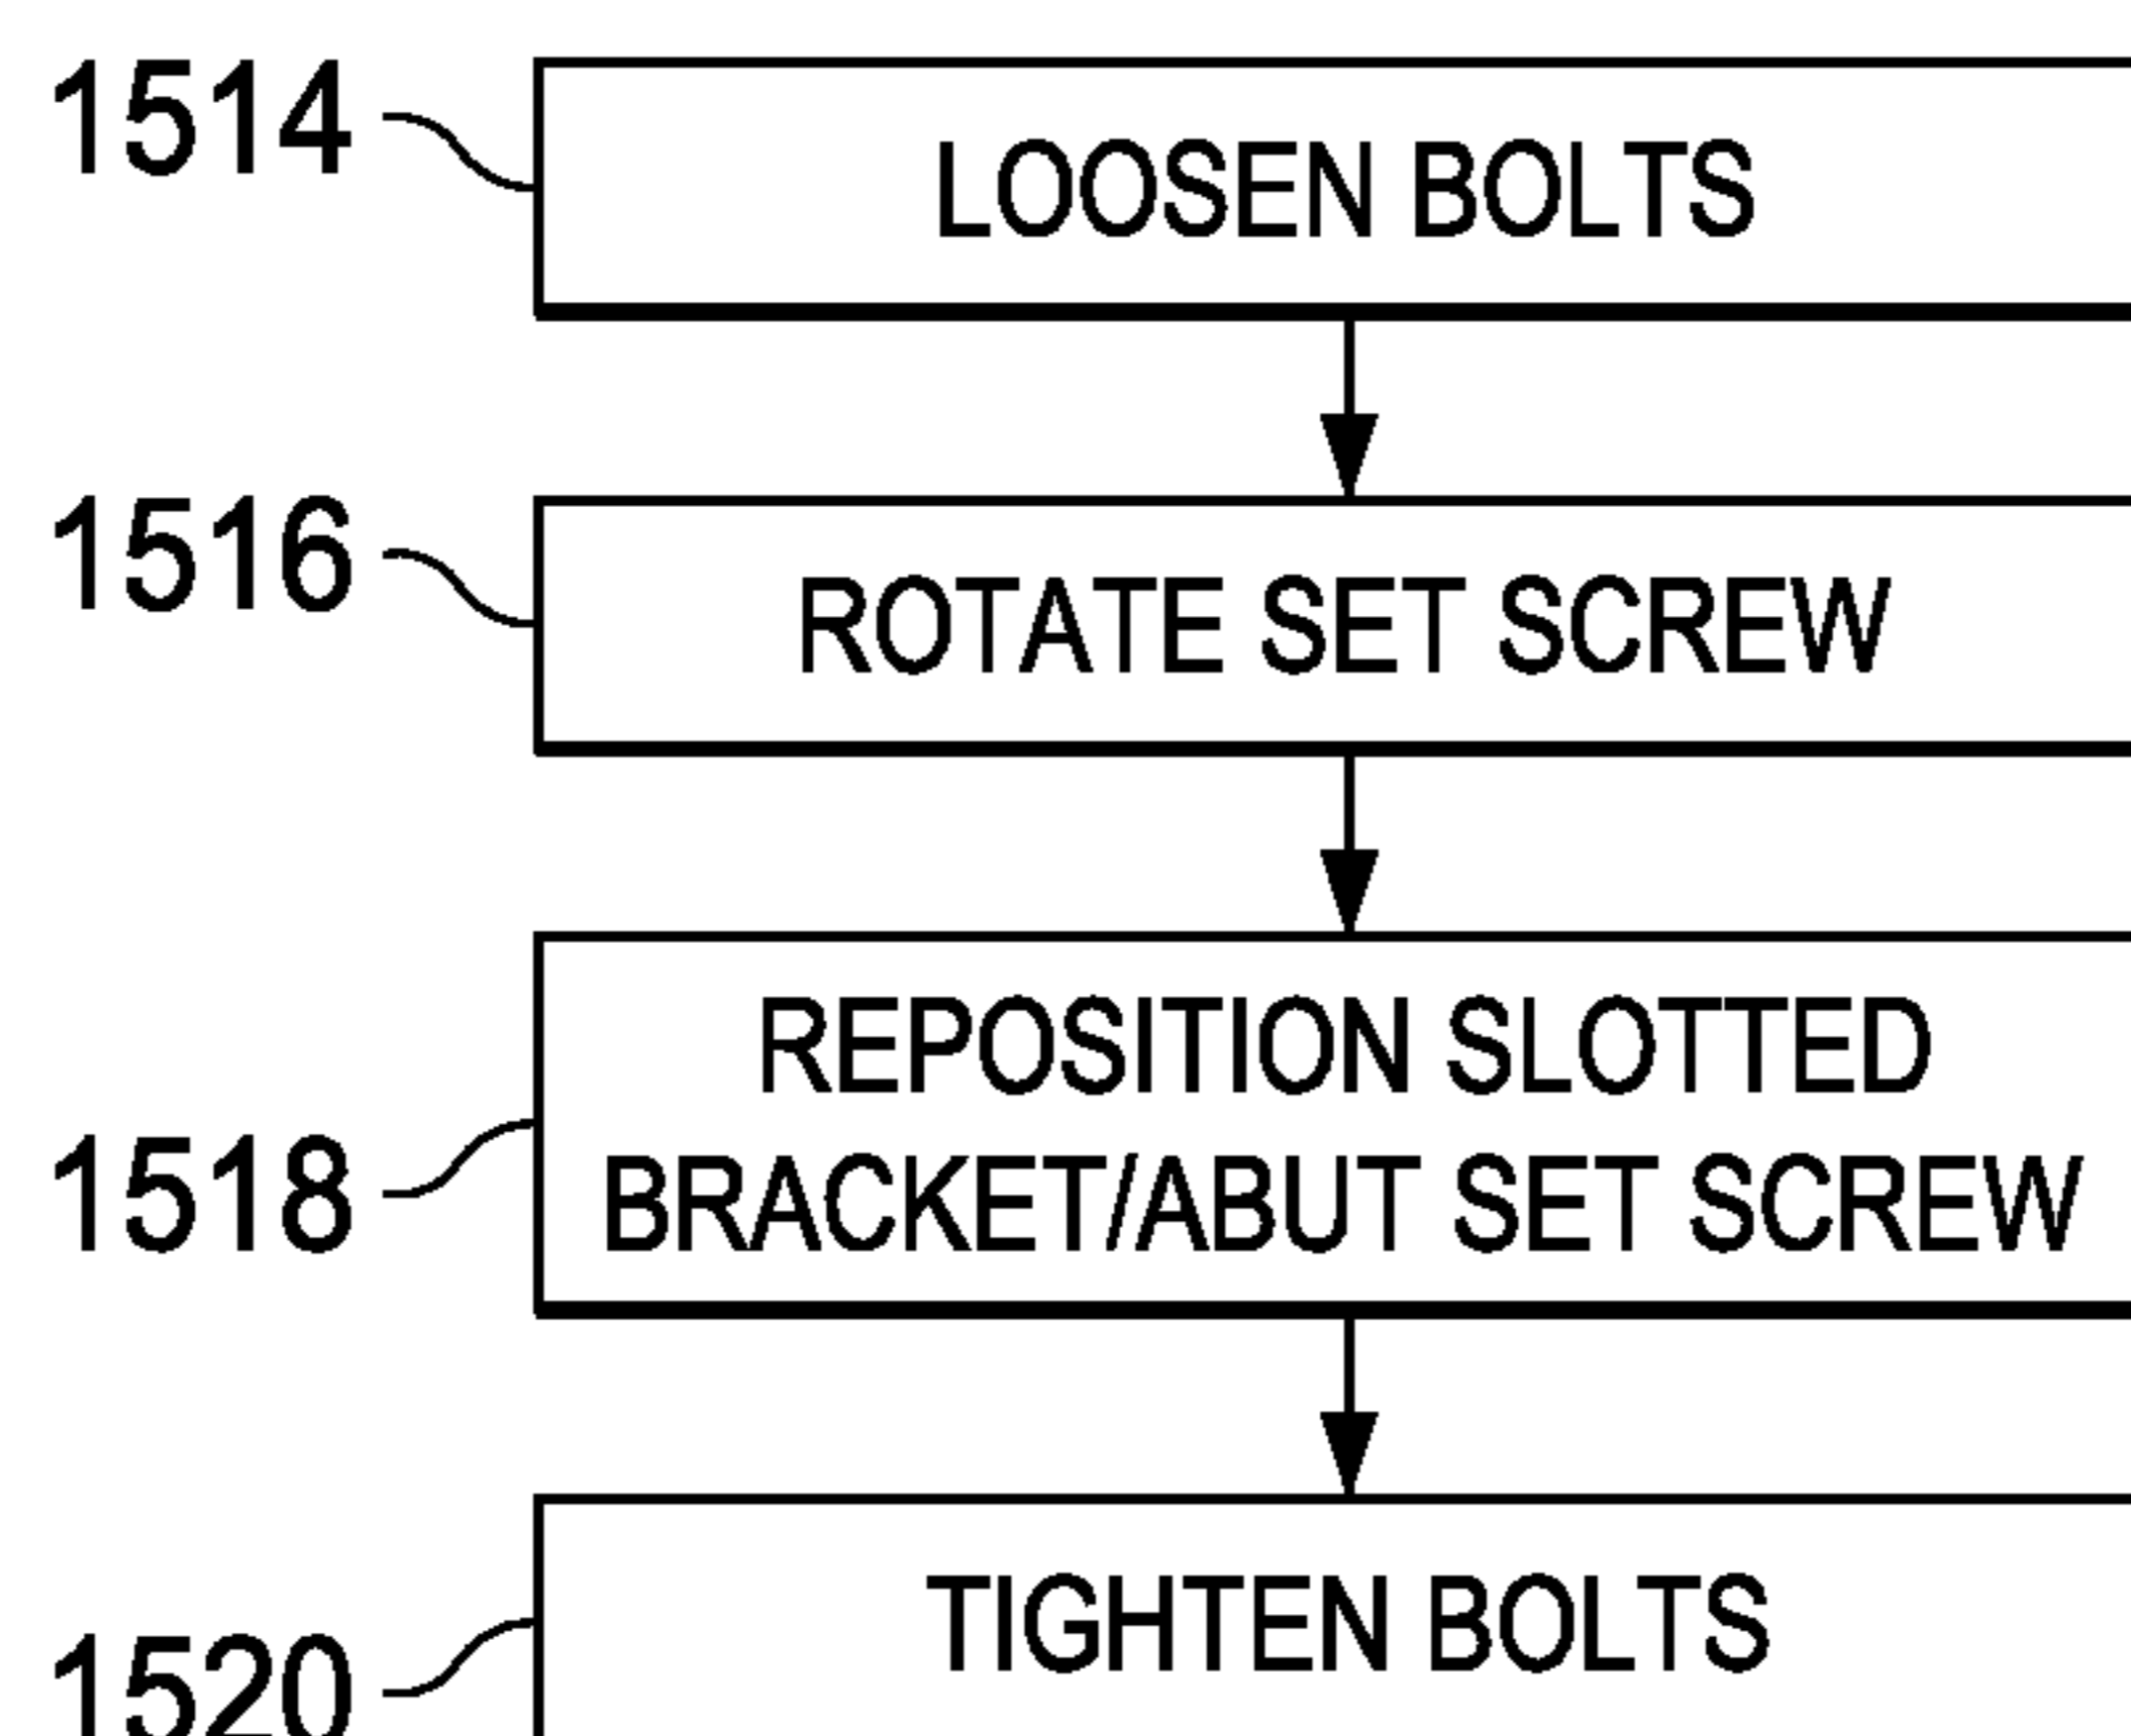 1514
LOOSEN BOLTS
1516
ROTATE SET SCREW
REPOSITION SLOTTED
1518
BRACKET/ABUT SET SCREW
TIGHTEN BOLTS
1520